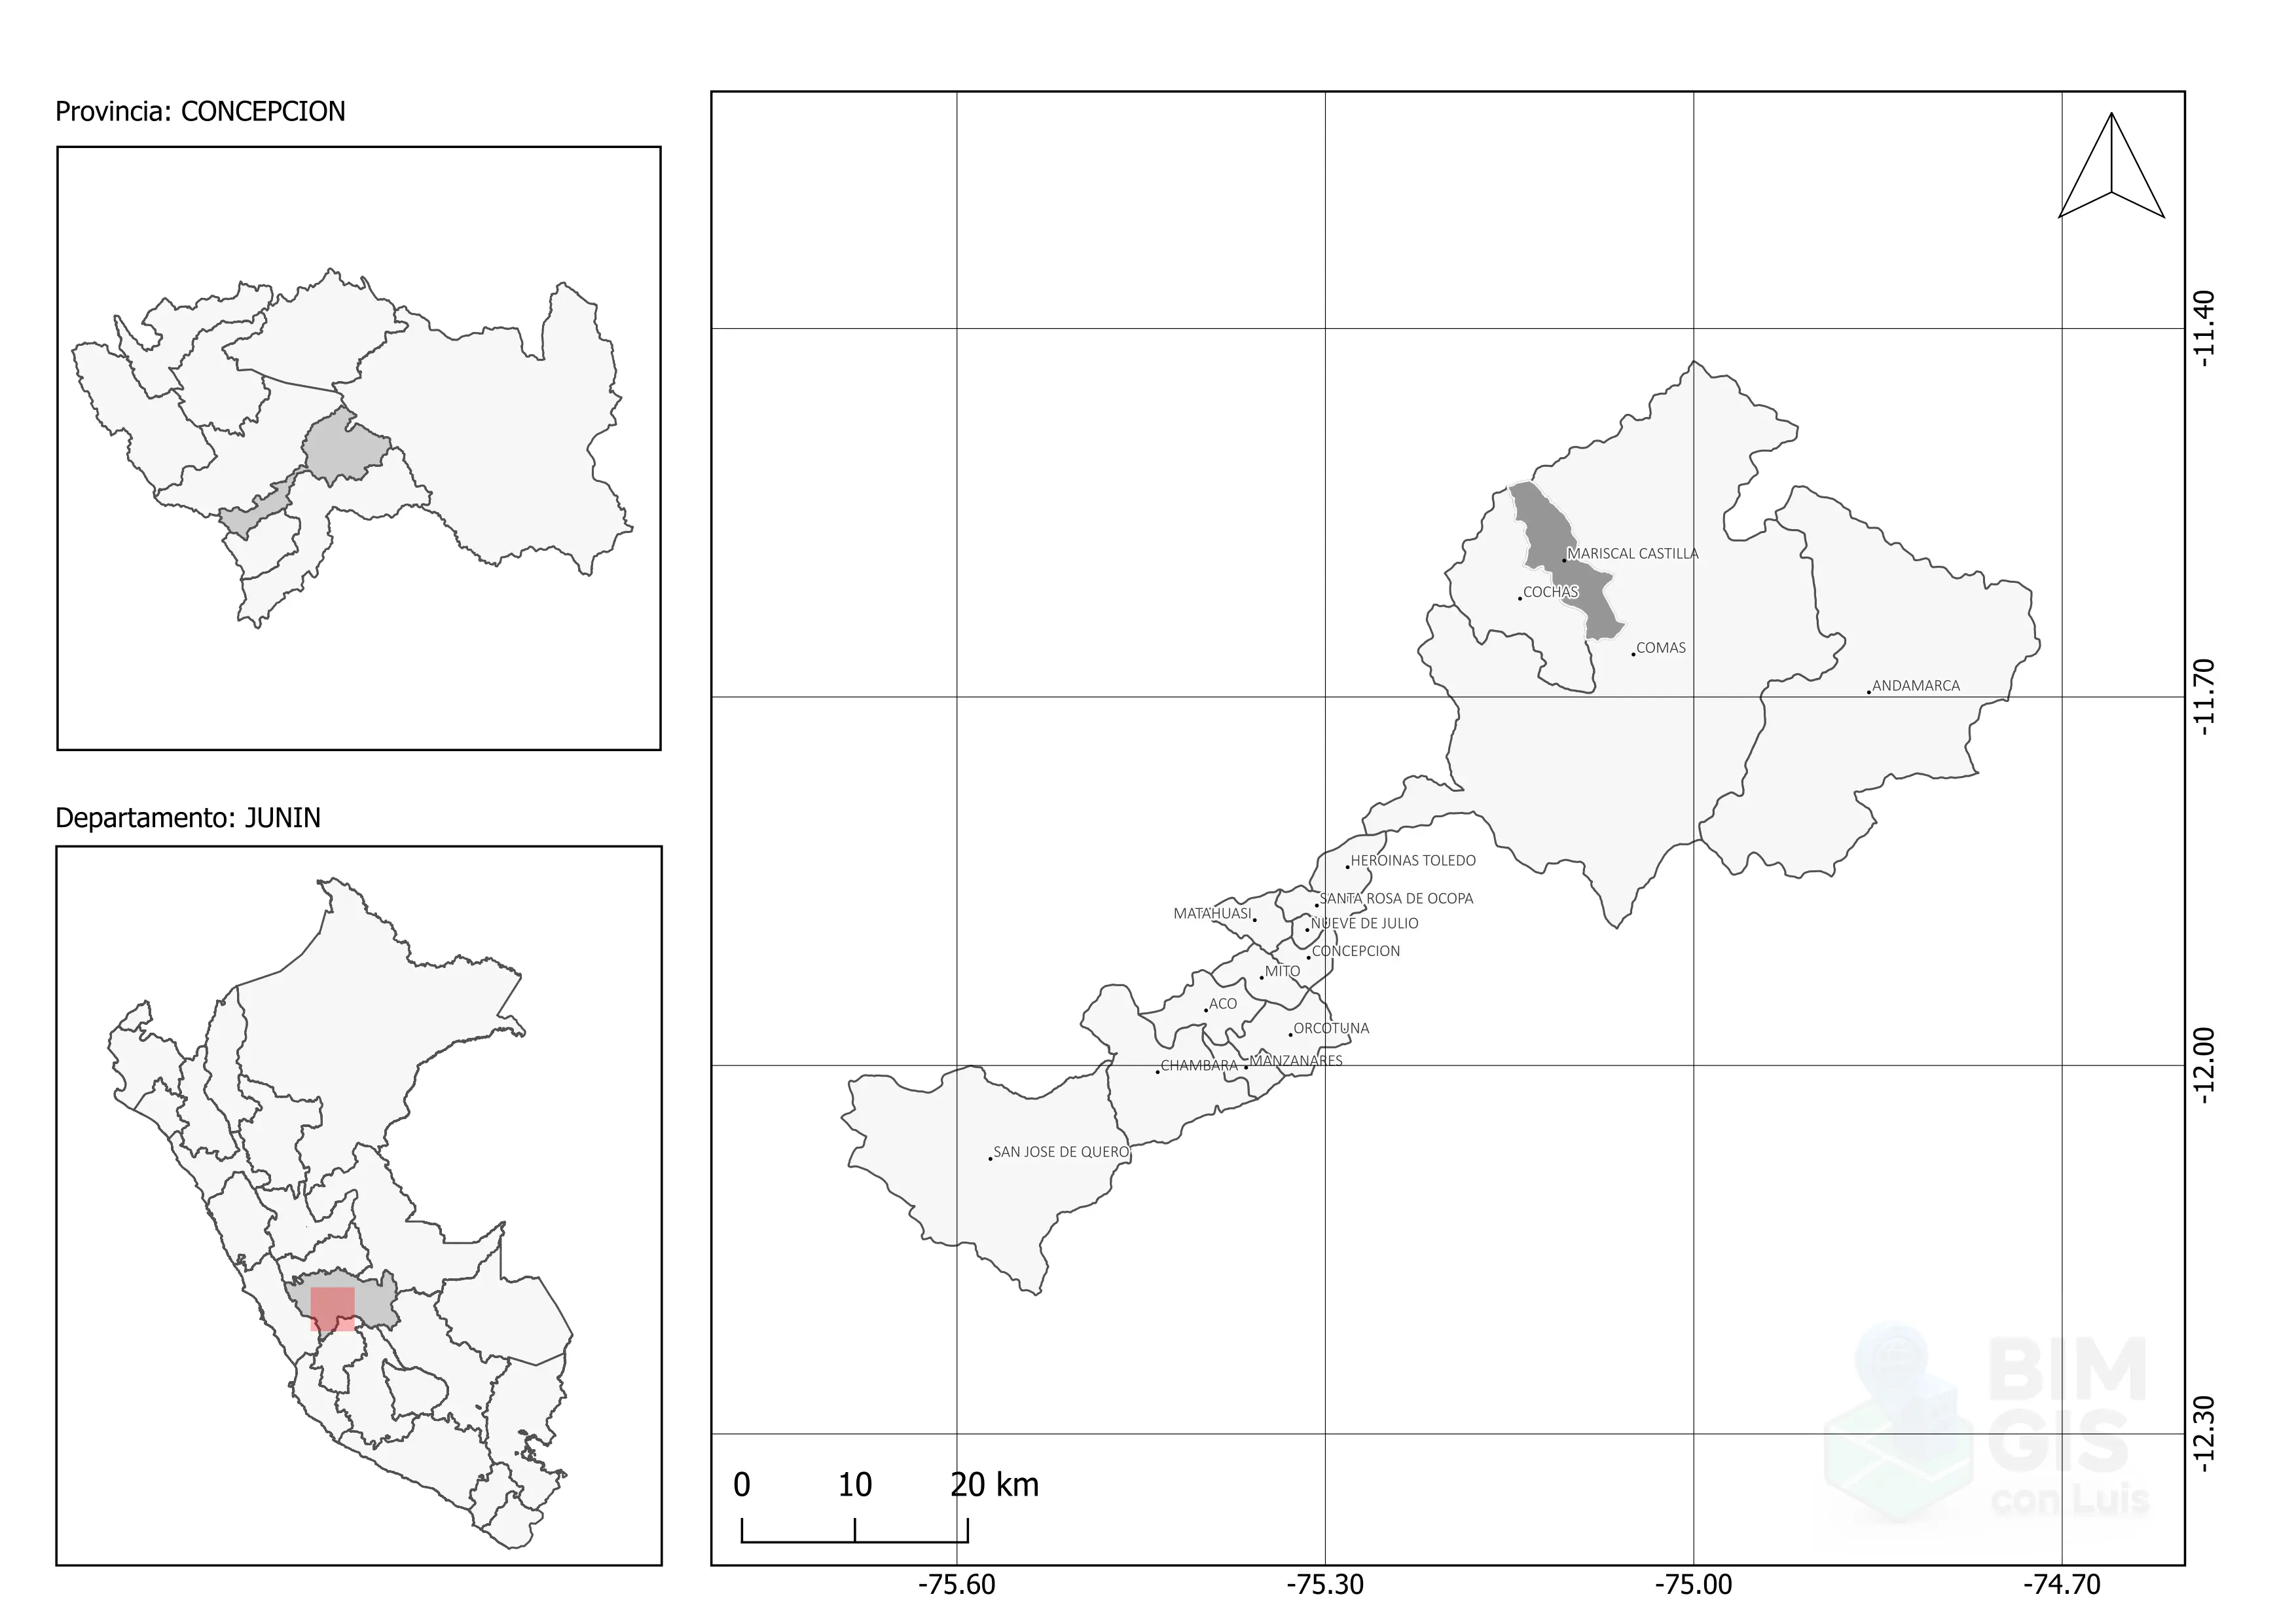 Provincia: CONCEPCION
Departamento: JUNIN
-11.40
-11.70
-12.00
-12.30
MARISCAL CASTILLA
COCHAS
COMAS
ANDAMARCA
HEROINAS TOLEDO
SANTA ROSA DE OCOPA
MATAHUASI
NUEVE DE JULIO
CONCEPCION
MITO
ACO
ORCOTUNA
MANZANARES
CHAMBARA
SAN JOSE DE QUERO
BIM
GIS
con Luis
0 10 20 km
-75.60 -75.30 -75.00 -74.70